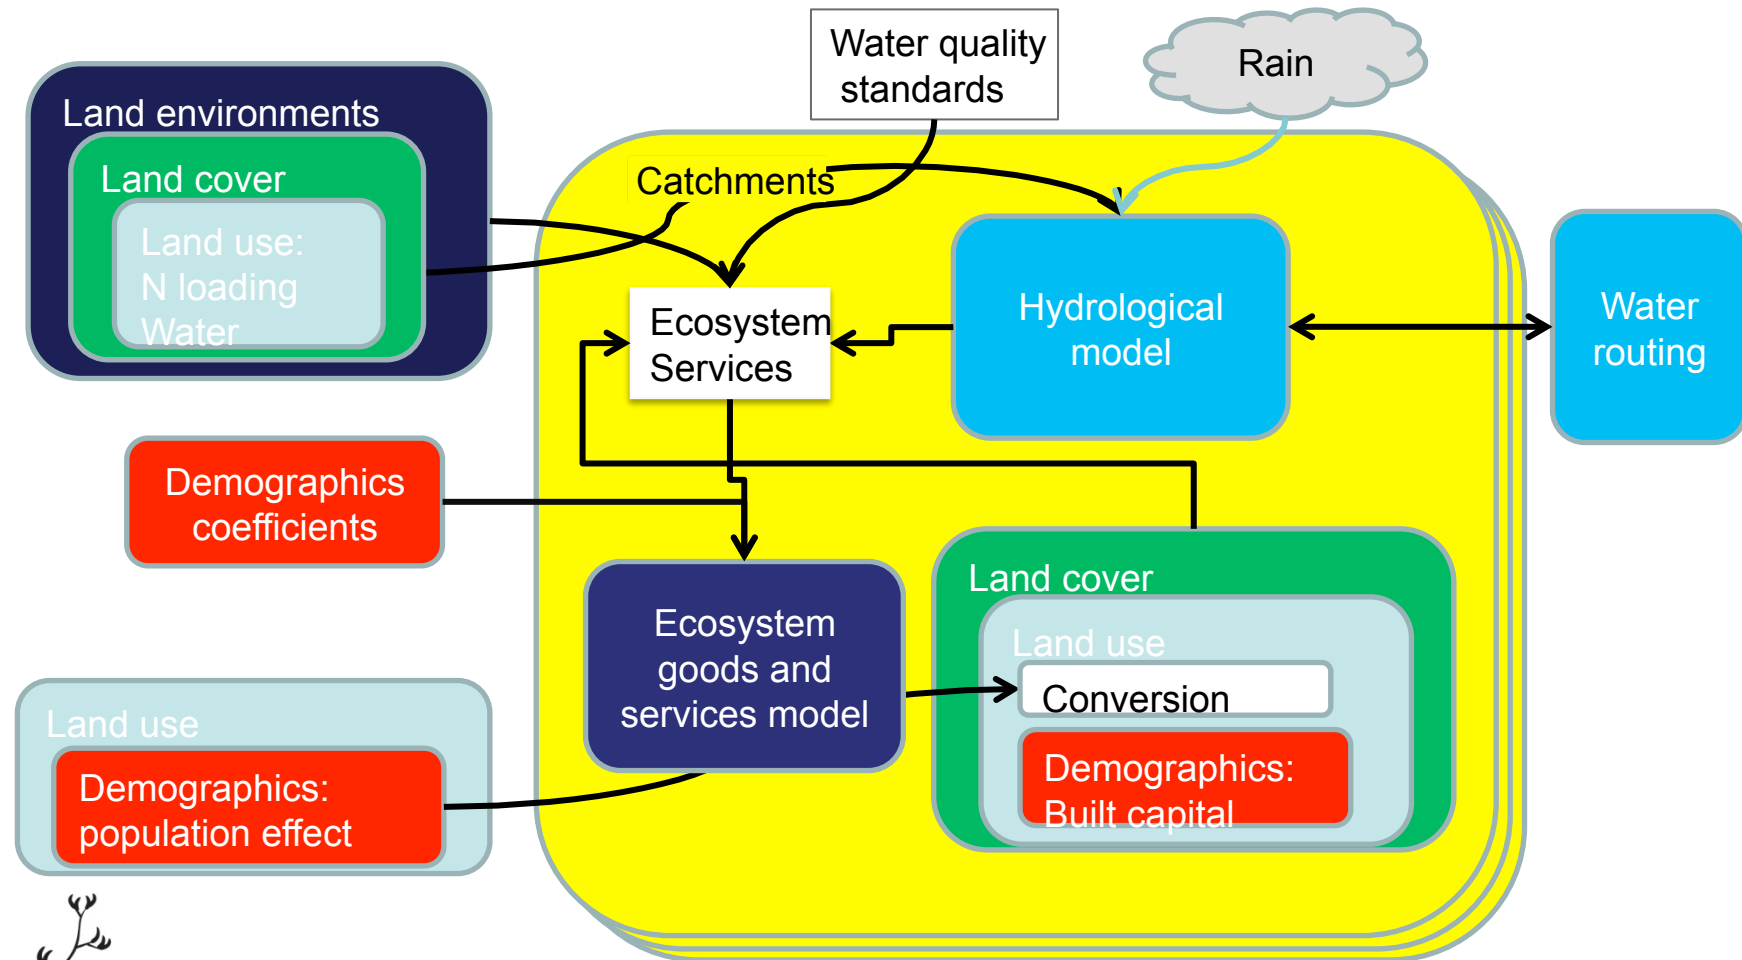 Water quality
standards
Rain
Land environments
Land cover
Land use:
N loading
Water
Catchments
Ecosystem
Services
Hydrological
model
Water
routing
Demographics
coefficients
Ecosystem
goods and
services model
Land cover
Land use
Conversion
Demographics:
Built capital
Land use
Demographics:
population effect